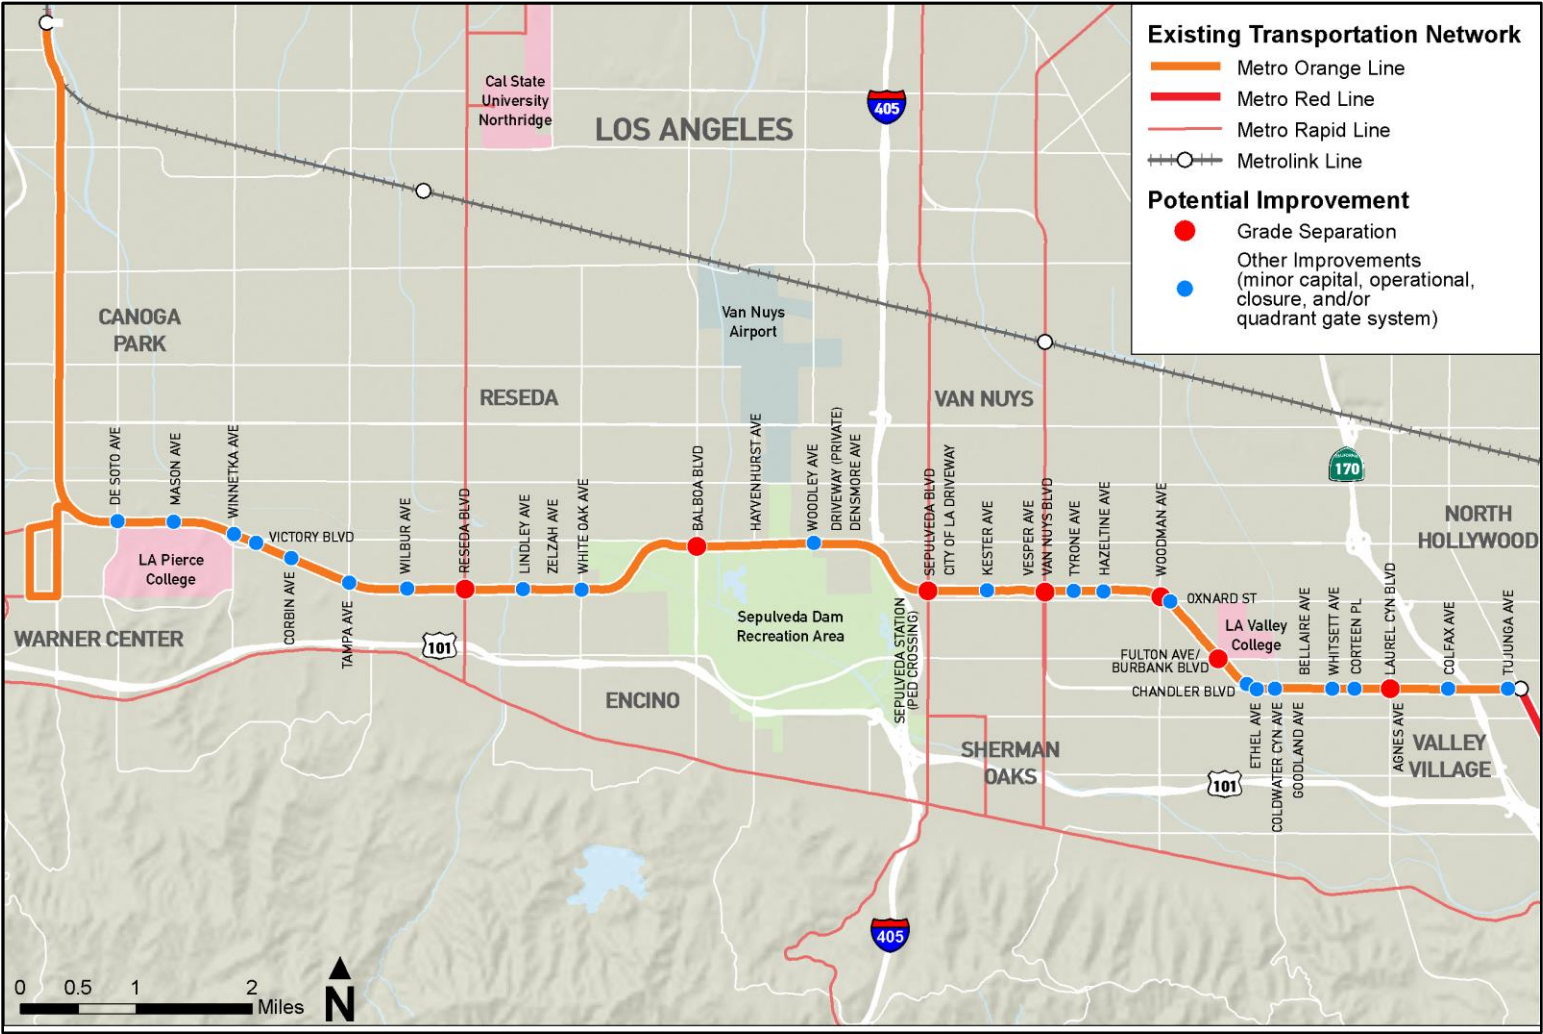 Existing Transportation Network
Metro Orange Line
Metro Red Line
Metro Rapid Line
Metrolink Line
Potential Improvement
Grade Separation
Other Improvements
(minor capital, operational,
closure, and/or
quadrant gate system)
Cal State
University
Northridge
LOS ANGELES
405
CANOGA
PARK
Van Nuys
Airport
RESEDA
VAN NUYS
CALIFORNIA
170
NORTH
HOLLYWOOD
DE SOTO AVE
MASON AVE
WINNETKA AVE
VICTORY BLVD
CORBIN AVE
TAMPA AVE
WILBUR AVE
RESEDA BLVD
LINDLEY AVE
ZELZAH AVE
WHITE OAK AVE
BALBOA BLVD
HAYVENHURST AVE
WOODLEY AVE
DRIVEWAY (PRIVATE)
DENSMORE AVE
SEPULVEDA STATION
(PED CROSSING)
SEPULVEDA BLVD
CITY OF LA DRIVEWAY
KESTER AVE
VESPER AVE
VAN NUYS BLVD
TYRONE AVE
HAZELTINE AVE
WOODMAN AVE
OXNARD ST
LA Valley
College
FULTON AVE/
BURBANK BLVD
CHANDLER BLVD
ETHEL AVE
COLDWATER CYN AVE
GOODLAND AVE
BELLAIRE AVE
WHITSETT AVE
CORTEEN PL
LAUREL CYN BLVD
AGNES AVE
COLFAX AVE
TUJUNGA AVE
LA Pierce
College
WARNER CENTER
101
Sepulveda Dam
Recreation Area
ENCINO
SHERMAN
OAKS
101
VALLEY
VILLAGE
405
0 0.5 1 2
Miles
N